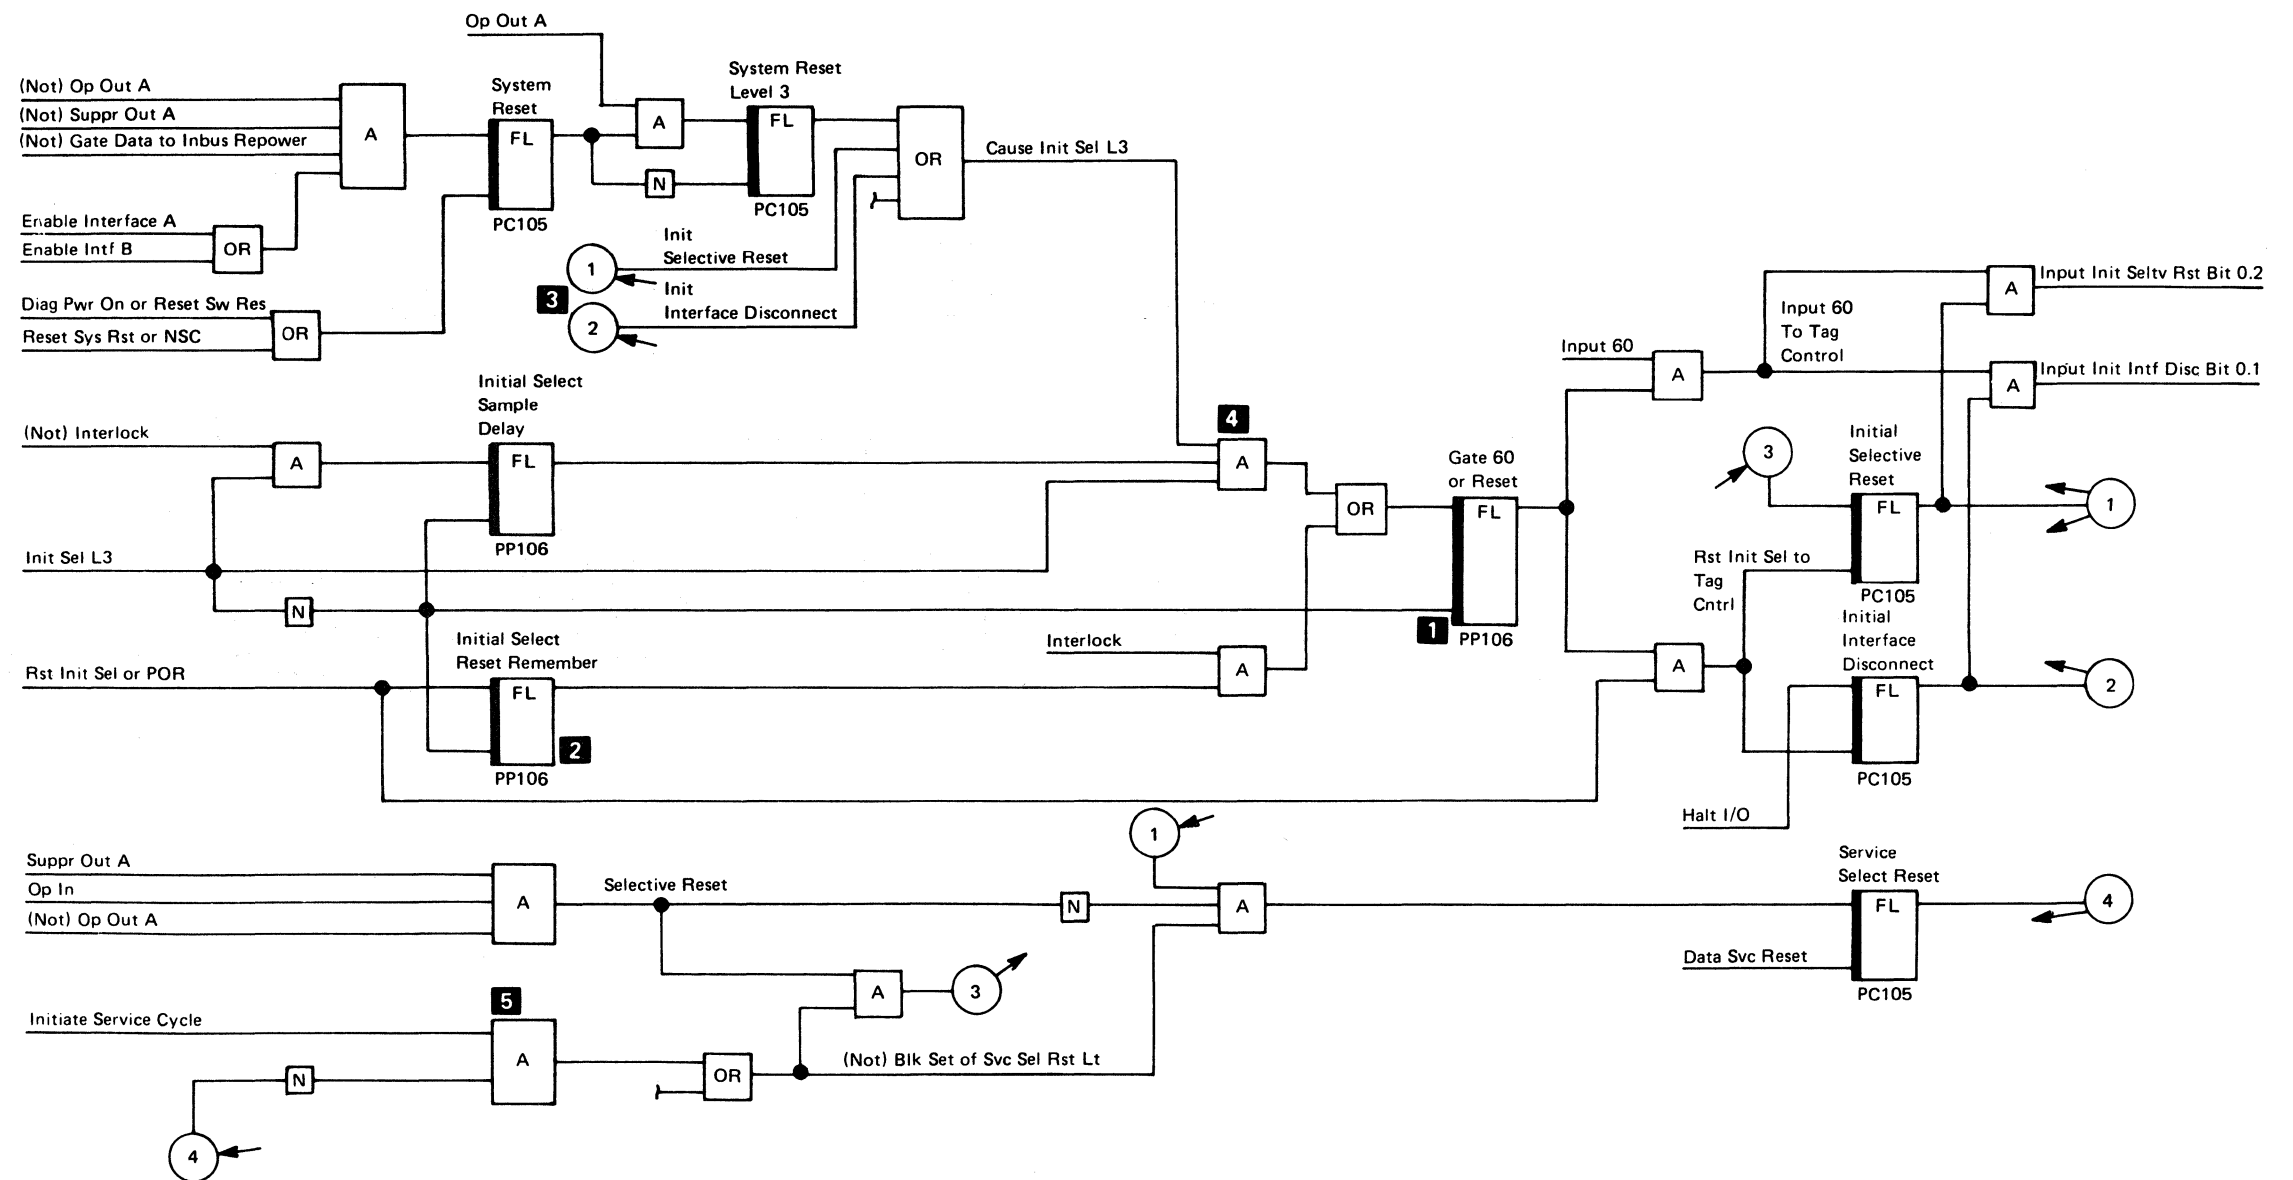 Op Out A
System Reset
Level 3
System
Reset
(Not) Op Out A
(Not) Suppr Out A
(Not) Gate Data to Inbus Repower
A
FL
A
FL
OR
N
PC105
PC105
Cause Init Sel L3
Enable Interface A
Enable Intf B
OR
Init
Selective Reset
1
3
Init
Interface Disconnect
2
Diag Pwr On or Reset Sw Res
Reset Sys Rst or NSC
OR
Input Init Seltv Rst Bit 0.2
A
Input 60
To Tag
Control
Input 60
A
Input Init Intf Disc Bit 0.1
A
Initial Select
Sample
Delay
(Not) Interlock
A
FL
PP106
4
A
OR
Gate 60
or Reset
FL
1
PP106
3
Initial
Selective
Reset
FL
PC105
1
Init Sel L3
N
Rst Init Sel to
Tag
Cntrl
Initial Select
Reset Remember
Rst Init Sel or POR
FL
2
PP106
Interlock
A
A
Initial
Interface
Disconnect
FL
PC105
2
Halt I/O
1
Suppr Out A
Op In
(Not) Op Out A
A
Selective Reset
N
A
Service
Select Reset
FL
PC105
4
Data Svc Reset
A
3
5
Initiate Service Cycle
A
N
OR
(Not) Blk Set of Svc Sel Rst Lt
4